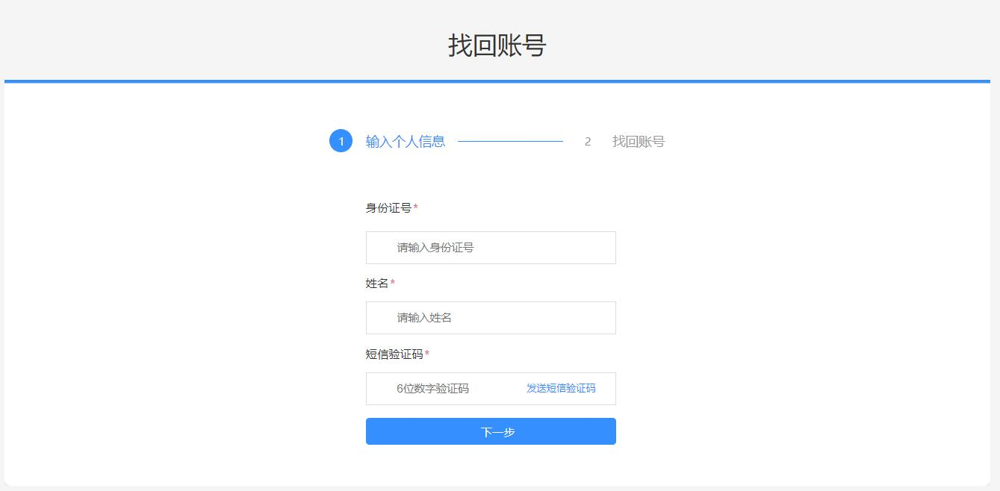 找回账号
1 输入个人信息 2 找回账号
身份证号*
请输入身份证号
姓名*
请输入姓名
短信验证码*
6位数字验证码 发送短信验证码
下一步